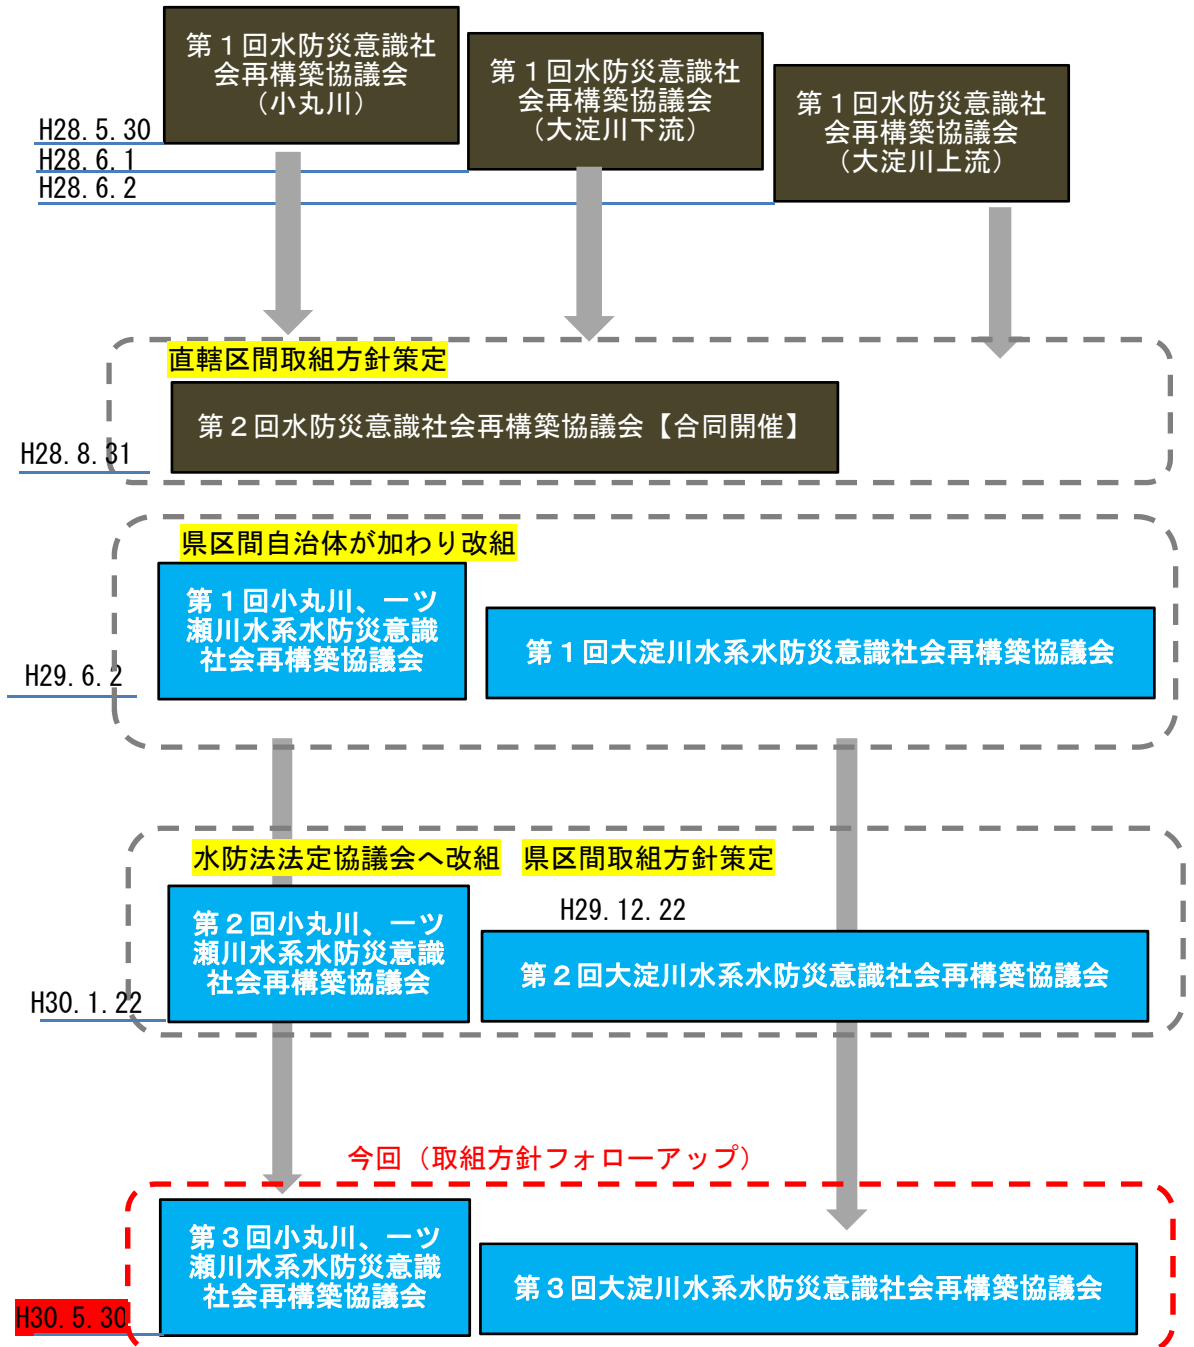 第１回水防災意識社
会再構築協議会
（小丸川）
第１回水防災意識社
会再構築協議会
（大淀川下流）
第１回水防災意識社
会再構築協議会
（大淀川上流）
H28.5.30
H28.6.1
H28.6.2
直轄区間取組方針策定
第２回水防災意識社会再構築協議会【合同開催】
H28.8.31
県区間自治体が加わり改組
第１回小丸川、一ツ
瀬川水系水防災意識
社会再構築協議会
第１回大淀川水系水防災意識社会再構築協議会
H29.6.2
水防法法定協議会へ改組
県区間取組方針策定
H29.12.22
第２回小丸川、一ツ
瀬川水系水防災意識
社会再構築協議会
第２回大淀川水系水防災意識社会再構築協議会
H30.1.22
今回（取組方針フォローアップ）
第３回小丸川、一ツ
瀬川水系水防災意識
社会再構築協議会
第３回大淀川水系水防災意識社会再構築協議会
H30.5.30